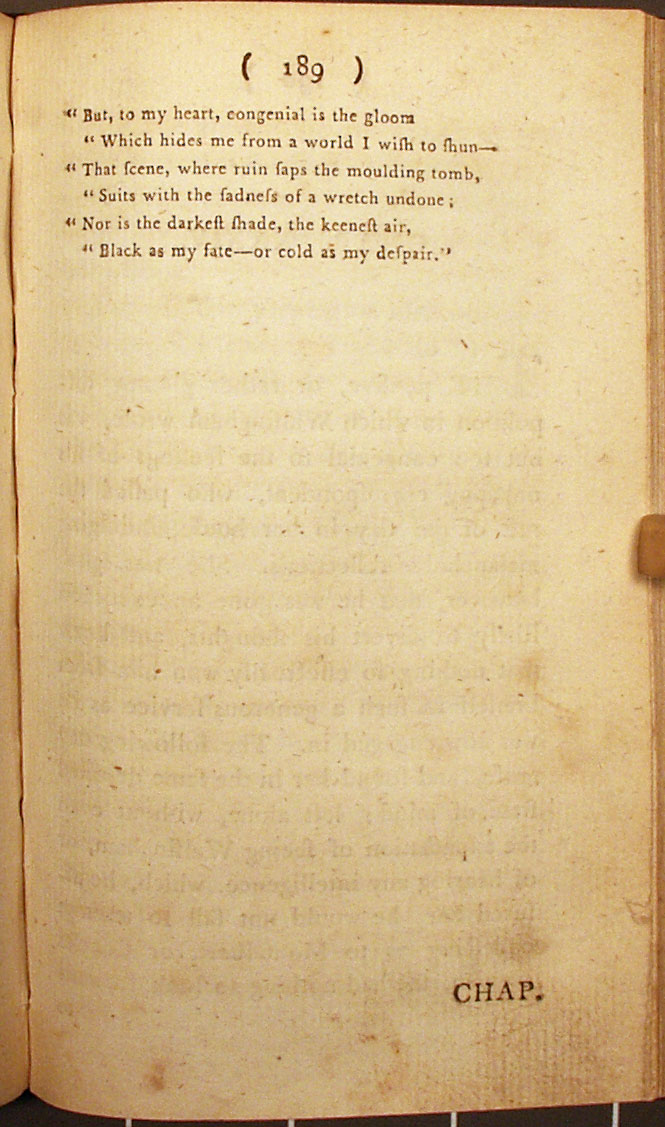 ( 189 )
“ But, to my heart, congenial is the gloom
“ Which hides me from a world I wiſh to ſhun—
“ That ſcene, where ruin ſaps the moulding tomb,
“ Suits with the ſadneſs of a wretch undone ;
“ Nor is the darkeſt ſhade, the keeneſt air,
“ Black as my fate—or cold as my deſpair.”
CHAP.